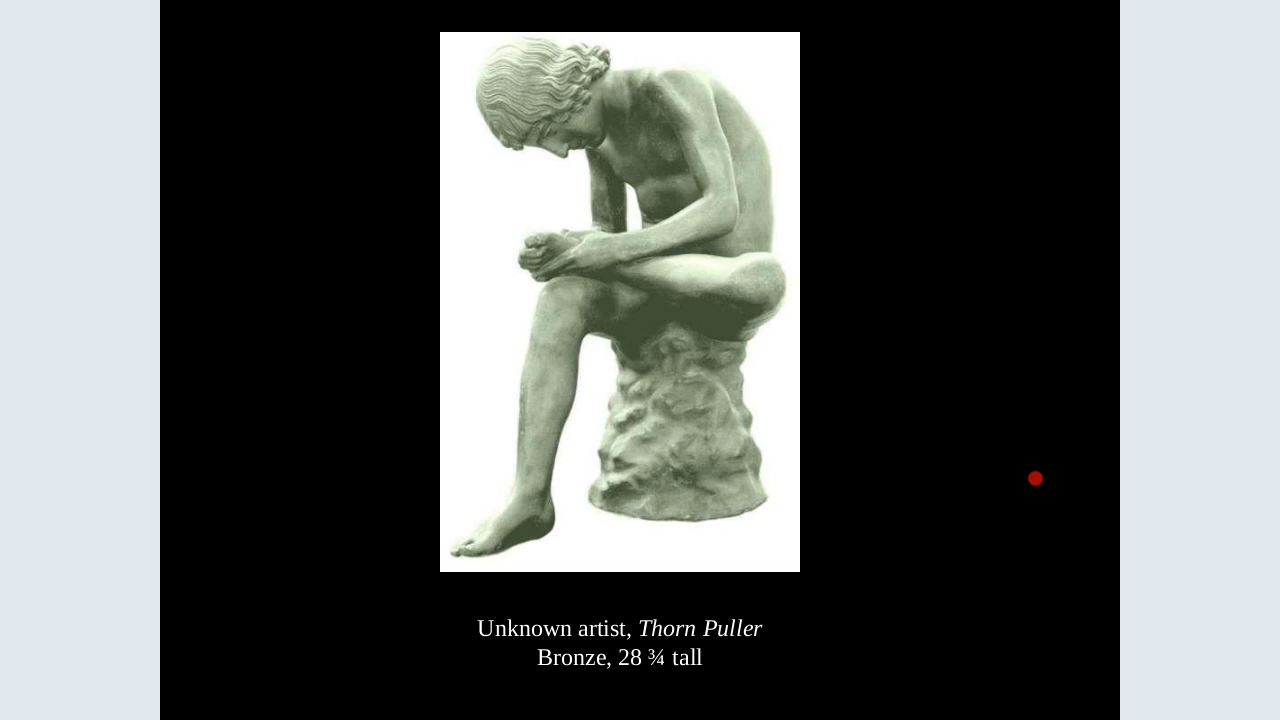 Unknown artist, Thorn Puller
Bronze, 28 ¾ tall